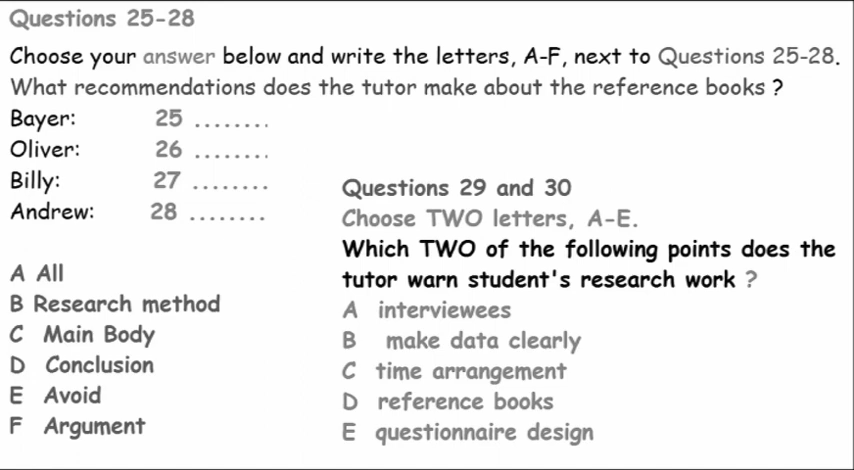 Questions 25-28
Choose your answer below and write the letters, A-F, next to Questions 25-28.
What recommendations does the tutor make about the reference books ?
Bayer: 25 ........
Oliver: 26 ........
Billy: 27 ........
Andrew: 28 ........
A All
B Research method
C Main Body
D Conclusion
E Avoid
F Argument
Questions 29 and 30
Choose TWO letters, A-E.
Which TWO of the following points does the
tutor warn student's research work ?
A interviewees
B make data clearly
C time arrangement
D reference books
E questionnaire design